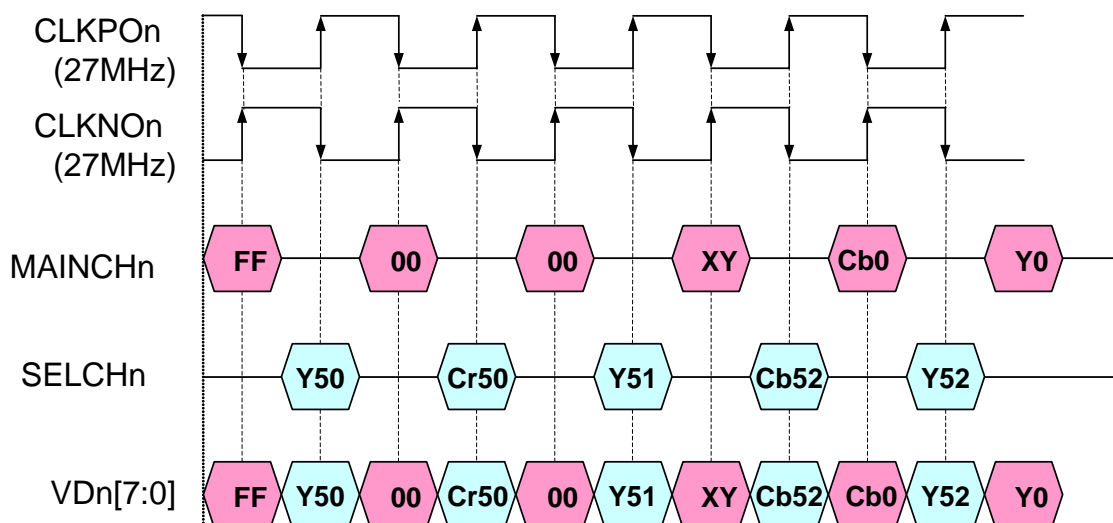 CLKPOn
(27MHz)
CLKNOn
(27MHz)
MAINCHn FF 00 00 XY Cb0 Y0
SELCHn Y50 Cr50 Y51 Cb52 Y52
VDn[7:0] FF Y50 00 Cr50 00 Y51 XY Cb52 Cb0 Y52 Y0